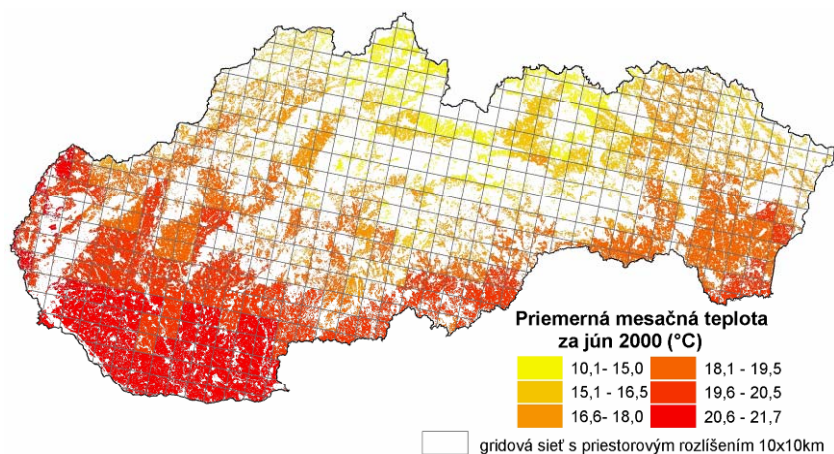 Priemerná mesačná teplota
za jún 2000 (°C)
10,1- 15,0
18,1 - 19,5
15,1 - 16,5
19,6 - 20,5
16,6- 18,0
20,6 - 21,7
gridová sieť s priestorovým rozlíšením 10x10km